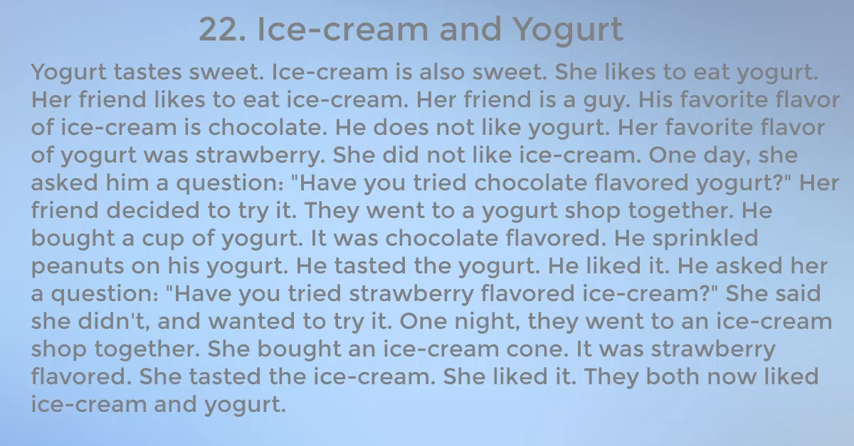 22. Ice-cream and Yogurt
Yogurt tastes sweet. Ice-cream is also sweet. She likes to eat yogurt.
Her friend likes to eat ice-cream. Her friend is a guy. His favorite flavor
of ice-cream is chocolate. He does not like yogurt. Her favorite flavor
of yogurt was strawberry. She did not like ice-cream. One day, she
asked him a question: "Have you tried chocolate flavored yogurt?" Her
friend decided to try it. They went to a yogurt shop together. He
bought a cup of yogurt. It was chocolate flavored. He sprinkled
peanuts on his yogurt. He tasted the yogurt. He liked it. He asked her
a question: "Have you tried strawberry flavored ice-cream?" She said
she didn't, and wanted to try it. One night, they went to an ice-cream
shop together. She bought an ice-cream cone. It was strawberry
flavored. She tasted the ice-cream. She liked it. They both now liked
ice-cream and yogurt.